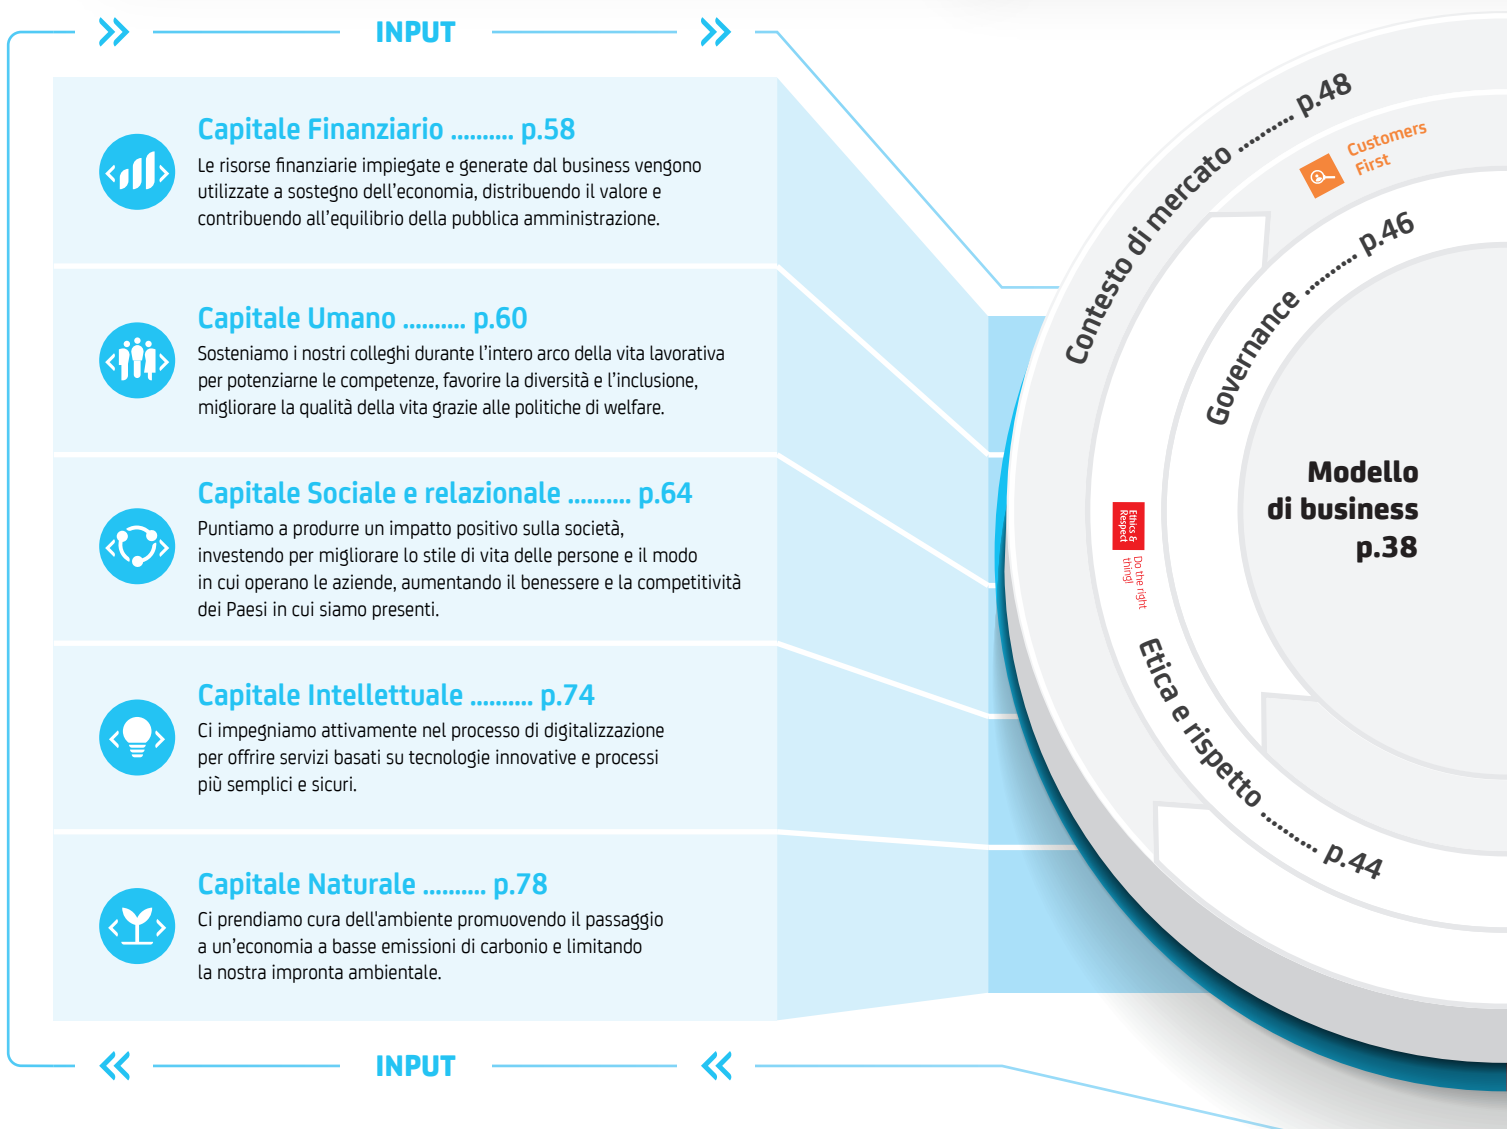 INPUT
Capitale Finanziario .......... p.58
Le risorse finanziarie impiegate e generate dal business vengono
utilizzate a sostegno dell’economia, distribuendo il valore e
contribuendo all’equilibrio della pubblica amministrazione.
Capitale Umano .......... p.60
Sosteniamo i nostri colleghi durante l’intero arco della vita lavorativa
per potenziarne le competenze, favorire la diversità e l’inclusione,
migliorare la qualità della vita grazie alle politiche di welfare.
Capitale Sociale e relazionale .......... p.64
Puntiamo a produrre un impatto positivo sulla società,
investendo per migliorare lo stile di vita delle persone e il modo
in cui operano le aziende, aumentando il benessere e la competitività
dei Paesi in cui siamo presenti.
Capitale Intellettuale .......... p.74
Ci impegniamo attivamente nel processo di digitalizzazione
per offrire servizi basati su tecnologie innovative e processi
più semplici e sicuri.
Capitale Naturale .......... p.78
Ci prendiamo cura dell'ambiente promuovendo il passaggio
a un’economia a basse emissioni di carbonio e limitando
la nostra impronta ambientale.
INPUT
Contesto di mercato .......... p.48
Customers
First
Governance .......... p.46
Modello
di business
p.38
Ethics &
Respect
Do the right
thing!
Etica e rispetto .......... p.44